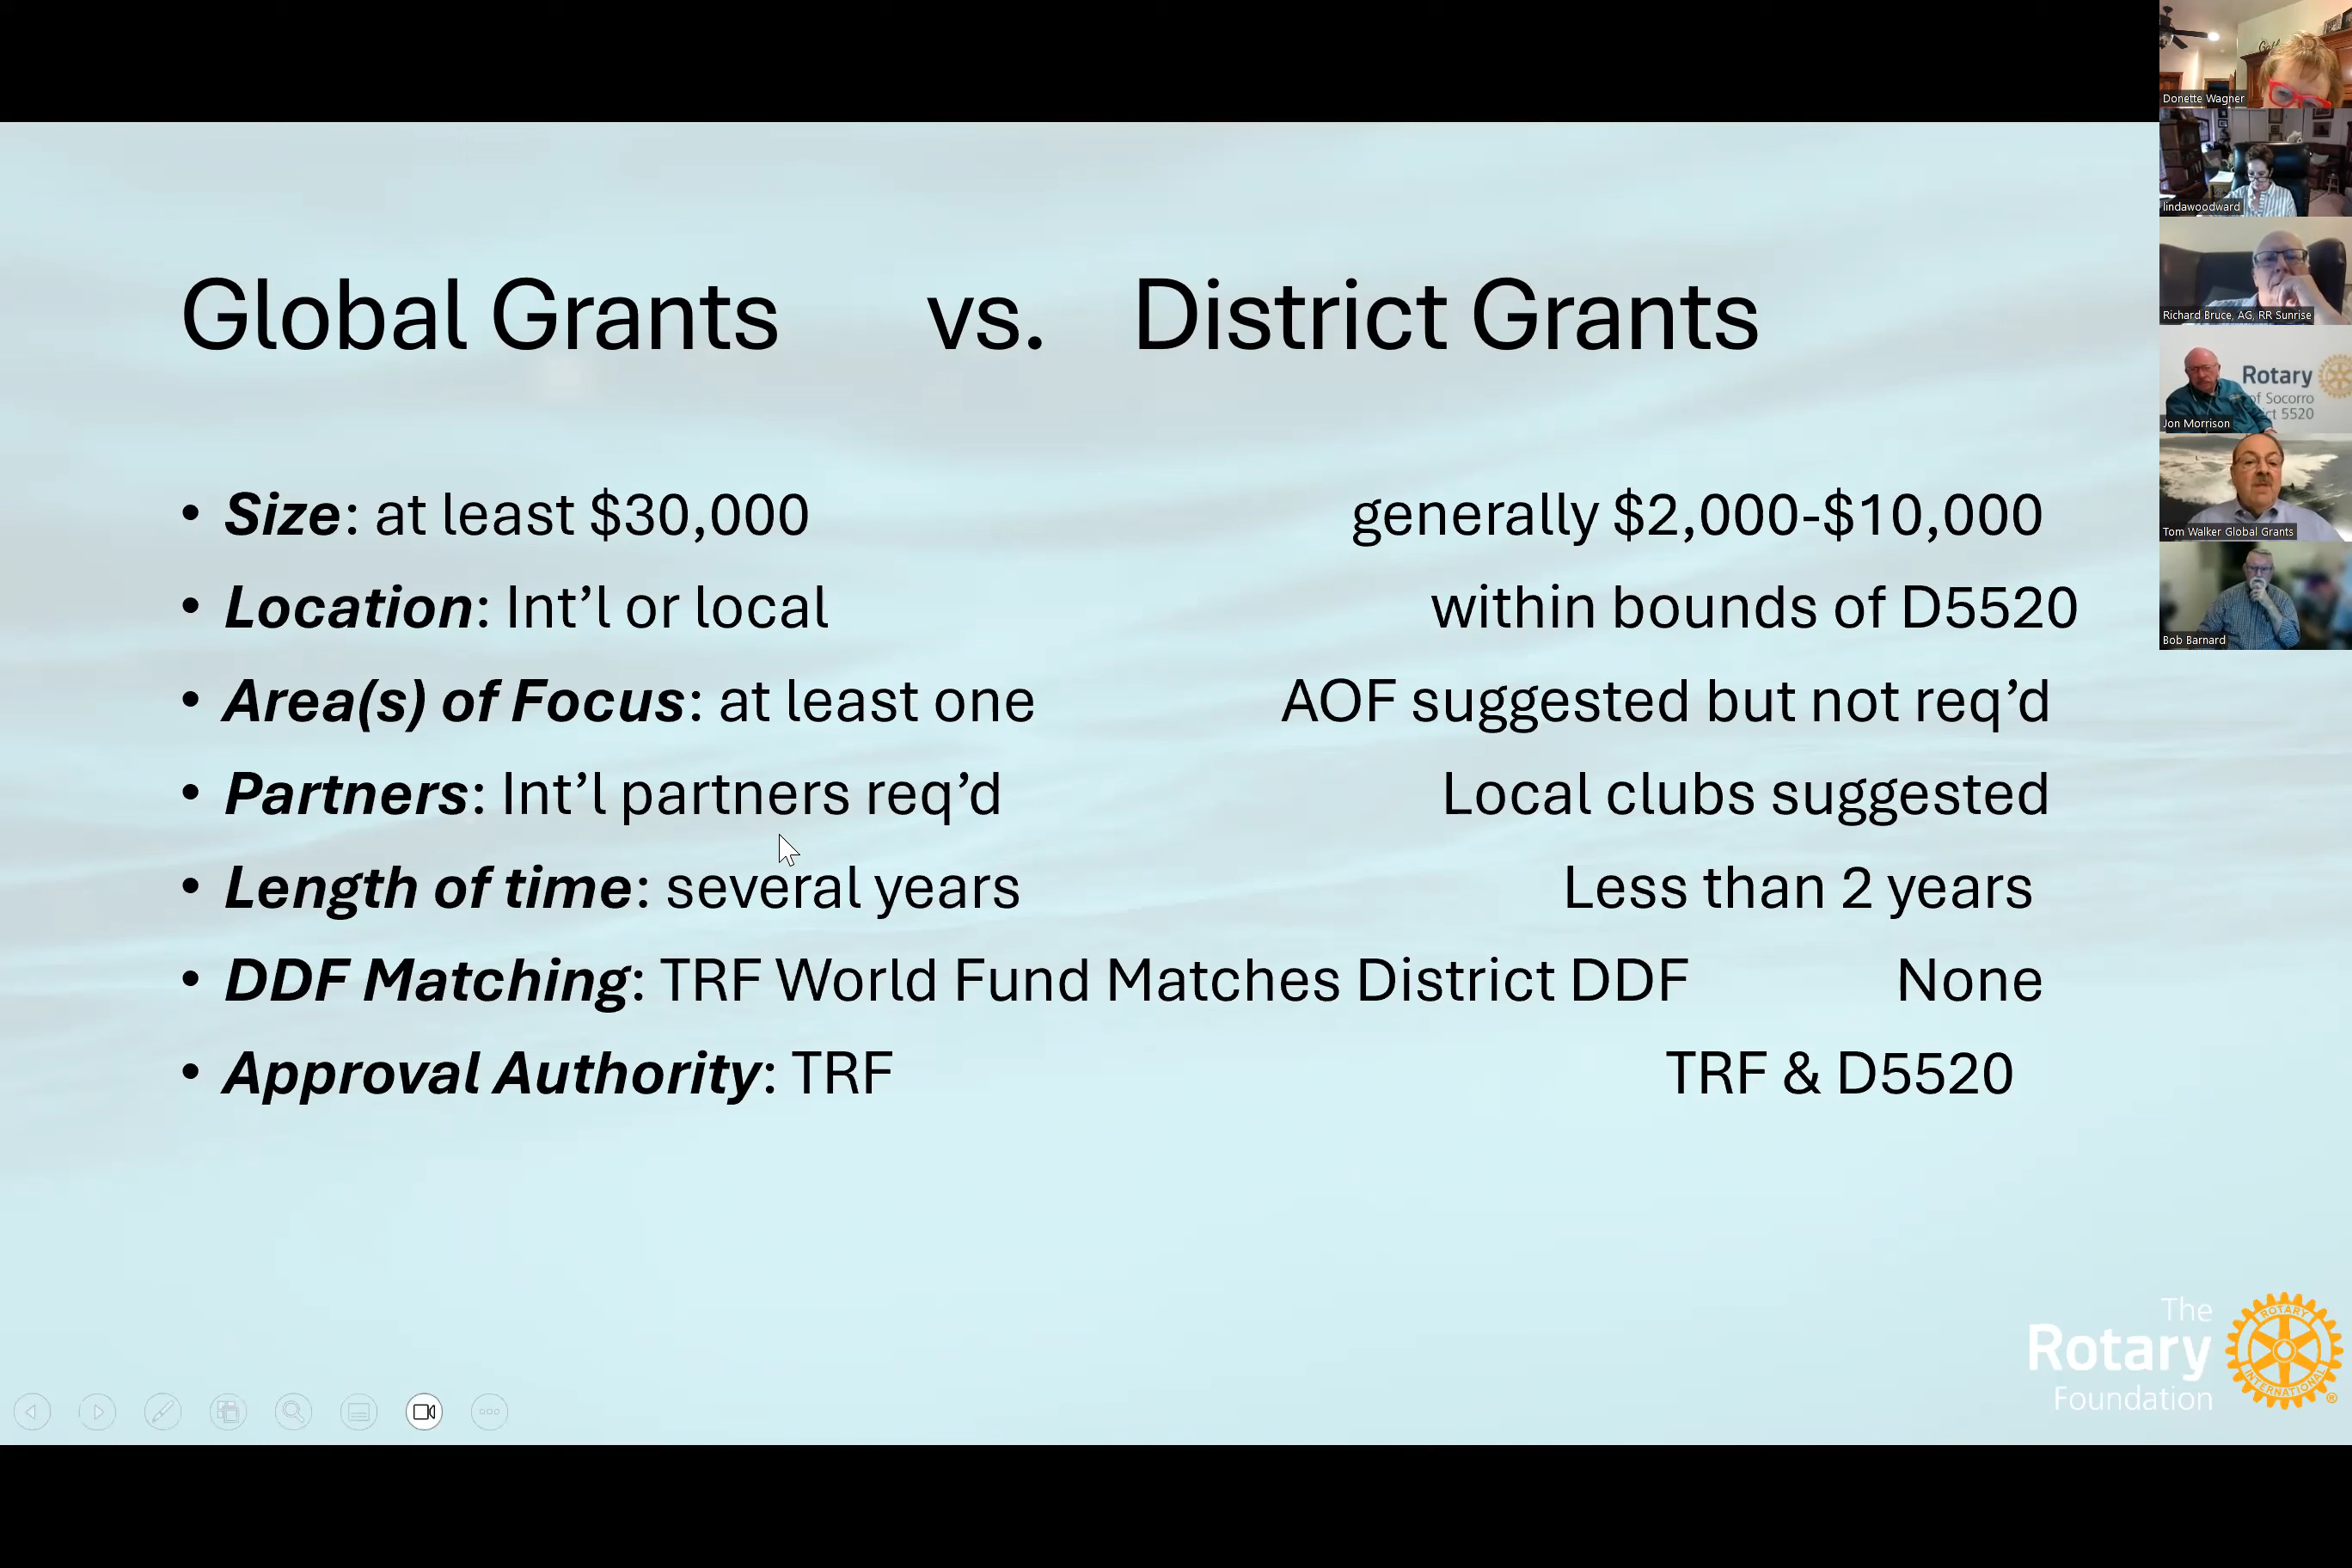 Global Grants vs. District Grants
• Size: at least $30,000 generally $2,000-$10,000
• Location: Int’l or local within bounds of D5520
• Area(s) of Focus: at least one AOF suggested but not req’d
• Partners: Int’l partners req’d Local clubs suggested
• Length of time: several years Less than 2 years
• DDF Matching: TRF World Fund Matches District DDF None
• Approval Authority: TRF TRF & D5520
The
Rotary
Foundation
ROTARY
INTERNATIONAL
®
Donette Wagner
lindawoodward
Richard Bruce, AG, RR Sunrise
Rotary
of Socorro
ct 5520
Jon Morrison
Tom Walker Global Grants
Bob Barnard